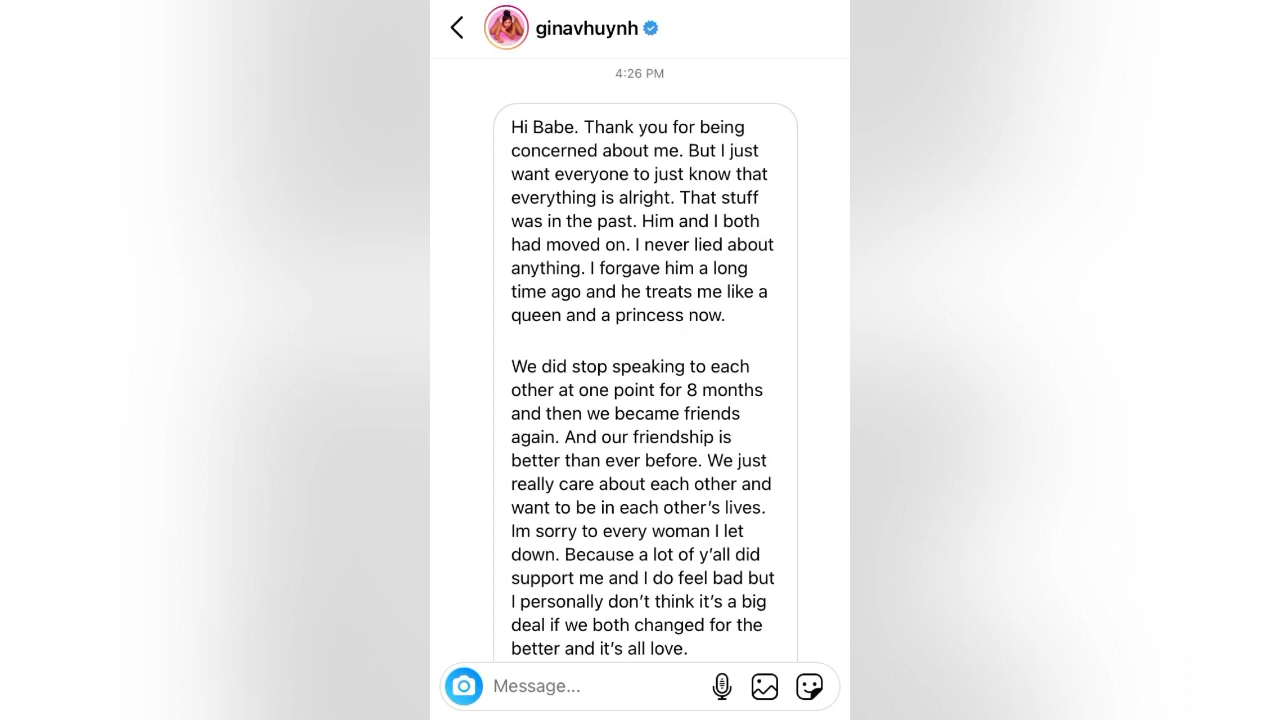 ginavhuynh
4:26 PM
Hi Babe. Thank you for being
concerned about me. But I just
want everyone to just know that
everything is alright. That stuff
was in the past. Him and I both
had moved on. I never lied about
anything. I forgave him a long
time ago and he treats me like a
queen and a princess now.
We did stop speaking to each
other at one point for 8 months
and then we became friends
again. And our friendship is
better than ever before. We just
really care about each other and
want to be in each other’s lives.
Im sorry to every woman I let
down. Because a lot of y’all did
support me and I do feel bad but
I personally don’t think it’s a big
deal if we both changed for the
better and it’s all love.
Message...